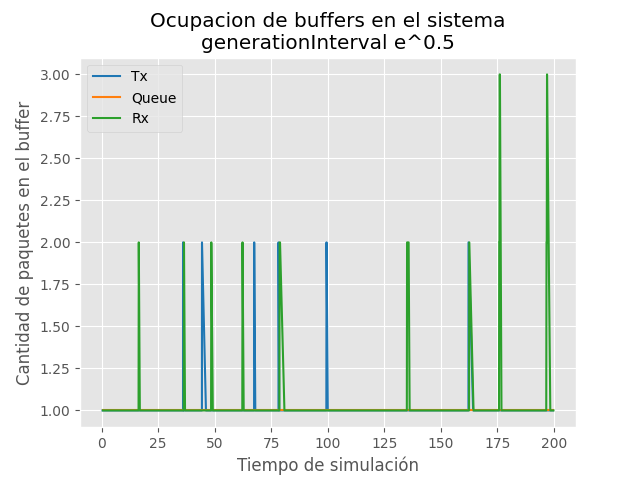 Ocupacion de buffers en el sistema
generationInterval e^0.5
Tx
Queue
Rx
Cantidad de paquetes en el buffer
3.00
2.75
2.50
2.25
2.00
1.75
1.50
1.25
1.00
0 25 50 75 100 125 150 175 200
Tiempo de simulación